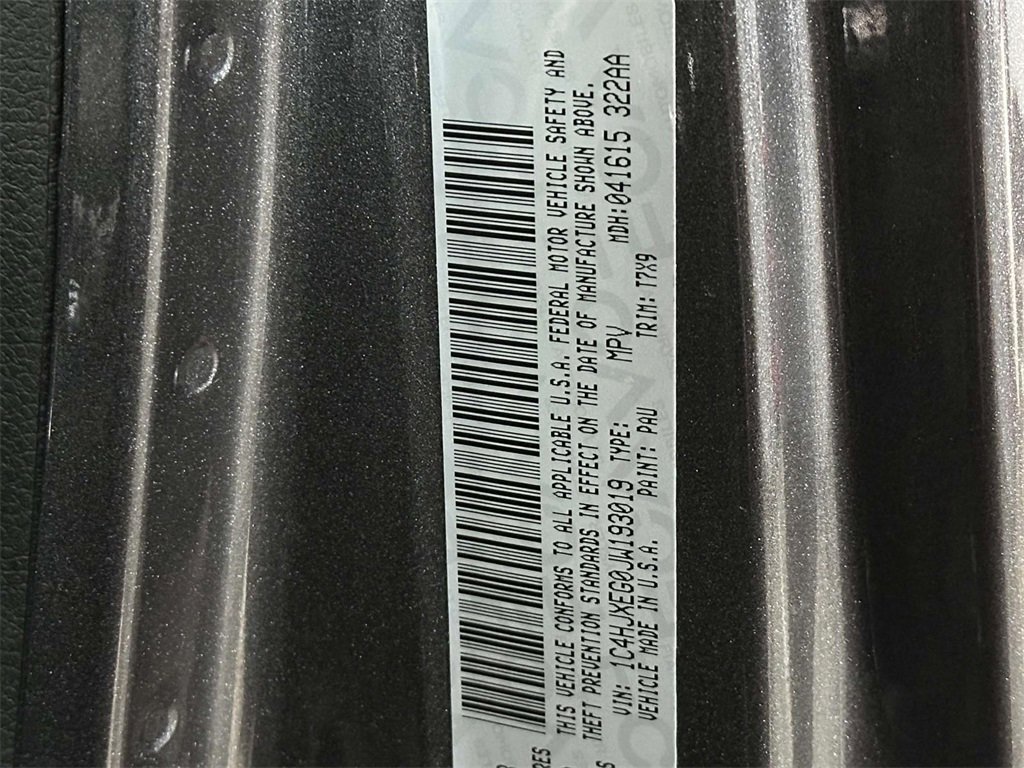 THIS VEHICLE CONFORMS TO ALL APPLICABLE U.S.A. FEDERAL MOTOR VEHICLE SAFETY AND
THEFT PREVENTION STANDARDS IN EFFECT ON THE DATE OF MANUFACTURE SHOWN ABOVE.
VIN: 1C4HJXEG0JW193019 TYPE: MPV MDH:041615 322AA
VEHICLE MADE IN U.S.A. PAINT: PAU TRIM: T7X9